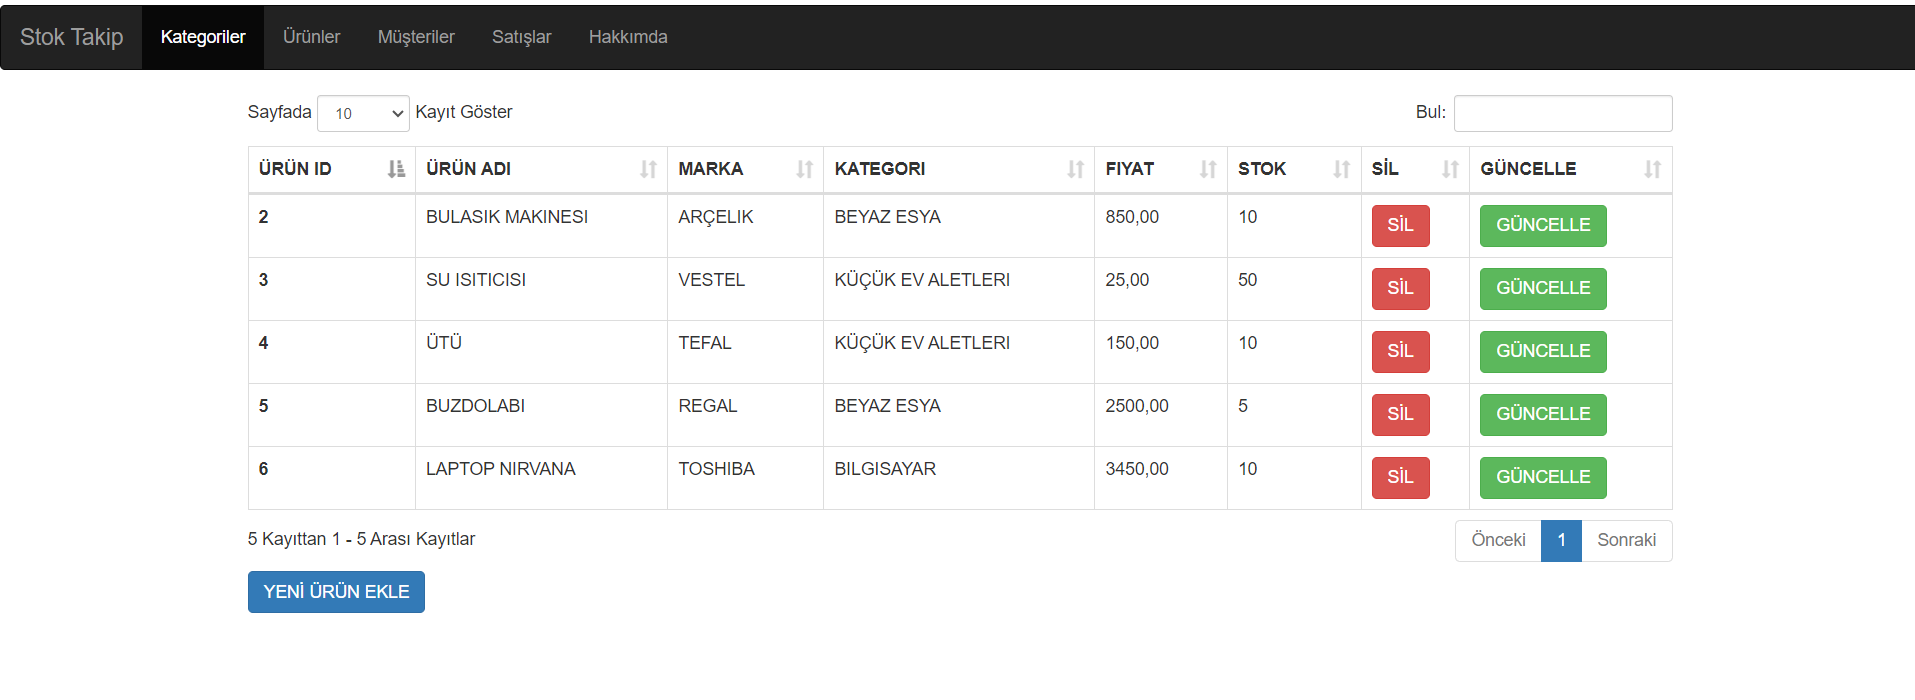 Stok Takip Kategoriler Ürünler Müşteriler Satışlar Hakkımda
Sayfada 10 Kayıt Göster Bul:
ÜRÜN ID ÜRÜN ADI MARKA KATEGORI FIYAT STOK SİL GÜNCELLE
2 BULASIK MAKINESI ARÇELIK BEYAZ ESYA 850,00 10 SİL GÜNCELLE
3 SU ISITICISI VESTEL KÜÇÜK EV ALETLERI 25,00 50 SİL GÜNCELLE
4 ÜTÜ TEFAL KÜÇÜK EV ALETLERI 150,00 10 SİL GÜNCELLE
5 BUZDOLABI REGAL BEYAZ ESYA 2500,00 5 SİL GÜNCELLE
6 LAPTOP NIRVANA TOSHIBA BILGISAYAR 3450,00 10 SİL GÜNCELLE
5 Kayıttan 1 - 5 Arası Kayıtlar Önceki 1 Sonraki
YENİ ÜRÜN EKLE